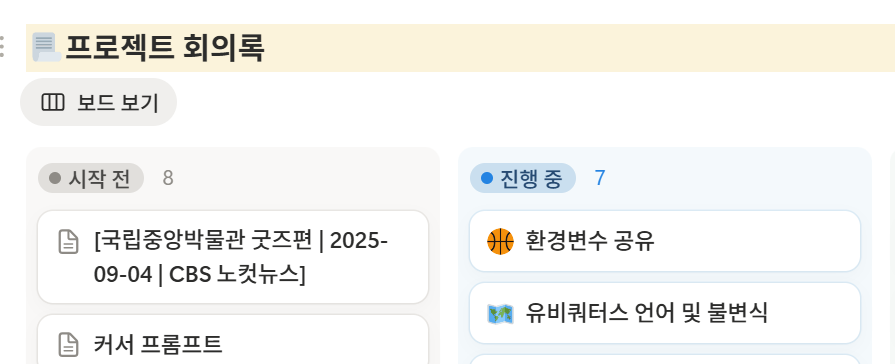 프로젝트 회의록
보드 보기
시작 전 8
[국립중앙박물관 굿즈편 | 2025-
09-04 | CBS 노컷뉴스]
커서 프롬프트
진행 중 7
환경변수 공유
유비쿼터스 언어 및 불변식